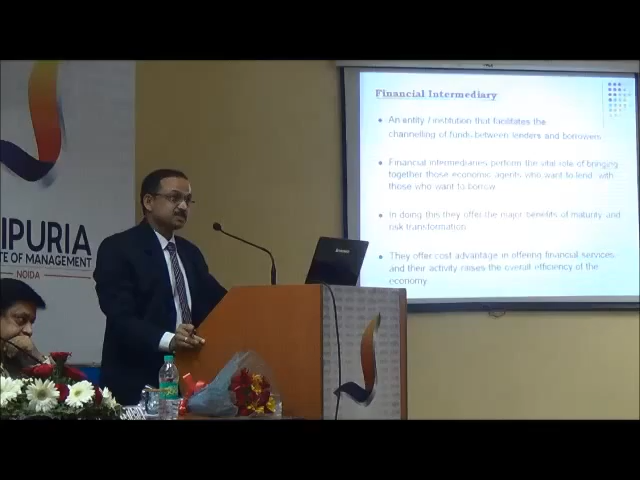 Financial Intermediary
An entity / institution that facilitates the
channelling of funds between lenders and borrowers
Financial intermediaries perform the vital role of bringing
together those economic agents who want to lend with
those who want to borrow
In doing this they offer the major benefits of maturity and
risk transformation
They offer cost advantage in offering financial services
and their activity raises the overall efficiency of the
economy
IPURIA
TE OF MANAGEMENT
NOIDA